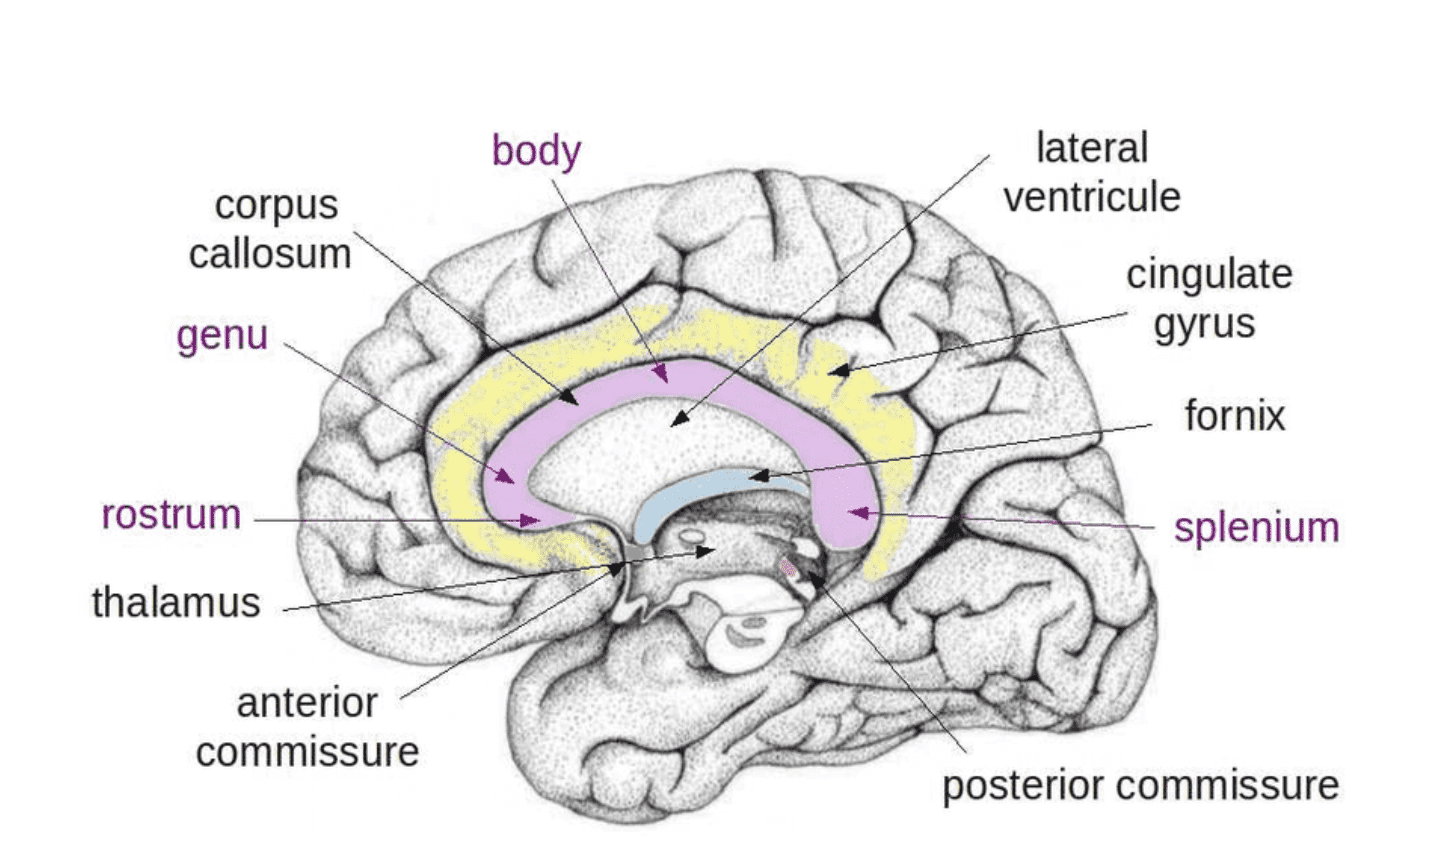 body
lateral
ventricule
corpus
callosum
cingulate
gyrus
genu
fornix
rostrum
splenium
thalamus
anterior
commissure
posterior commissure